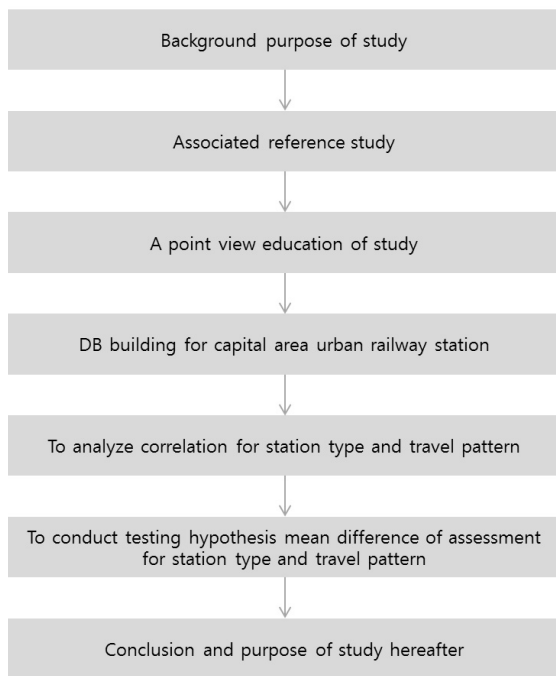 Background purpose of study
Associated reference study
A point view education of study
DB building for capital area urban railway station
To analyze correlation for station type and travel pattern
To conduct testing hypothesis mean difference of assessment
for station type and travel pattern
Conclusion and purpose of study hereafter